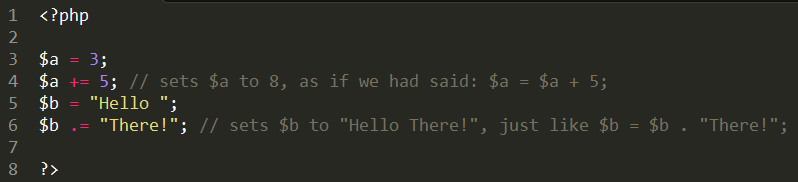 1 <?php
2
3 $a = 3;
4 $a += 5; // sets $a to 8, as if we had said: $a = $a + 5;
5 $b = "Hello ";
6 $b .= "There!"; // sets $b to "Hello There!", just like $b = $b . "There!";
7
8 ?>